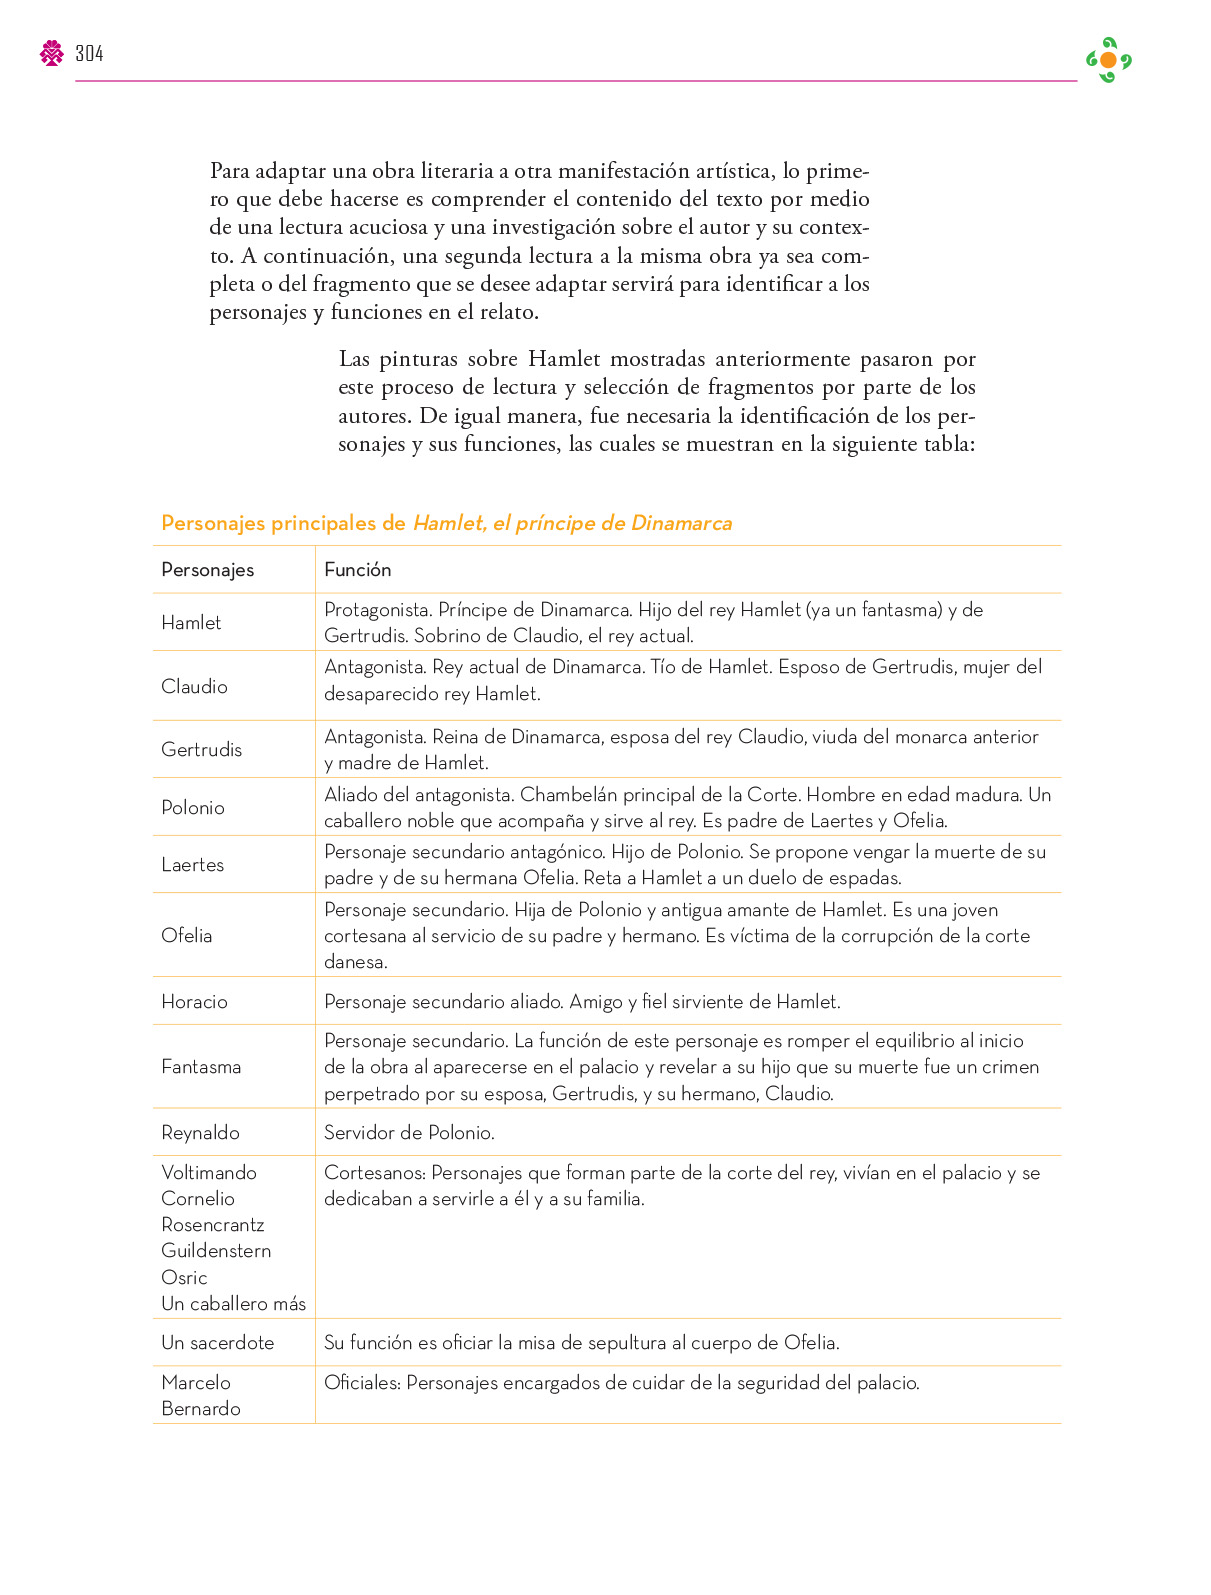 304
Para adaptar una obra literaria a otra manifestación artística, lo prime-
ro que debe hacerse es comprender el contenido del texto por medio
de una lectura acuciosa y una investigación sobre el autor y su contex-
to. A continuación, una segunda lectura a la misma obra ya sea com-
pleta o del fragmento que se desee adaptar servirá para identificar a los
personajes y funciones en el relato.
Las pinturas sobre Hamlet mostradas anteriormente pasaron por
este proceso de lectura y selección de fragmentos por parte de los
autores. De igual manera, fue necesaria la identificación de los per-
sonajes y sus funciones, las cuales se muestran en la siguiente tabla:
Personajes principales de Hamlet, el príncipe de Dinamarca
Personajes Función
Hamlet
Protagonista. Príncipe de Dinamarca. Hijo del rey Hamlet (ya un fantasma) y de
Gertrudis. Sobrino de Claudio, el rey actual.
Claudio
Antagonista. Rey actual de Dinamarca. Tío de Hamlet. Esposo de Gertrudis, mujer del
desaparecido rey Hamlet.
Gertrudis
Antagonista. Reina de Dinamarca, esposa del rey Claudio, viuda del monarca anterior
y madre de Hamlet.
Polonio
Aliado del antagonista. Chambelán principal de la Corte. Hombre en edad madura. Un
caballero noble que acompaña y sirve al rey. Es padre de Laertes y Ofelia.
Laertes
Personaje secundario antagónico. Hijo de Polonio. Se propone vengar la muerte de su
padre y de su hermana Ofelia. Reta a Hamlet a un duelo de espadas.
Ofelia
Personaje secundario. Hija de Polonio y antigua amante de Hamlet. Es una joven
cortesana al servicio de su padre y hermano. Es víctima de la corrupción de la corte
danesa.
Horacio
Personaje secundario aliado. Amigo y fiel sirviente de Hamlet.
Fantasma
Personaje secundario. La función de este personaje es romper el equilibrio al inicio
de la obra al aparecerse en el palacio y revelar a su hijo que su muerte fue un crimen
perpetrado por su esposa, Gertrudis, y su hermano, Claudio.
Reynaldo
Servidor de Polonio.
Voltimando
Cornelio
Rosencrantz
Guildenstern
Osric
Un caballero más
Cortesanos: Personajes que forman parte de la corte del rey, vivían en el palacio y se
dedicaban a servirle a él y a su familia.
Un sacerdote
Su función es oficiar la misa de sepultura al cuerpo de Ofelia.
Marcelo
Bernardo
Oficiales: Personajes encargados de cuidar de la seguridad del palacio.